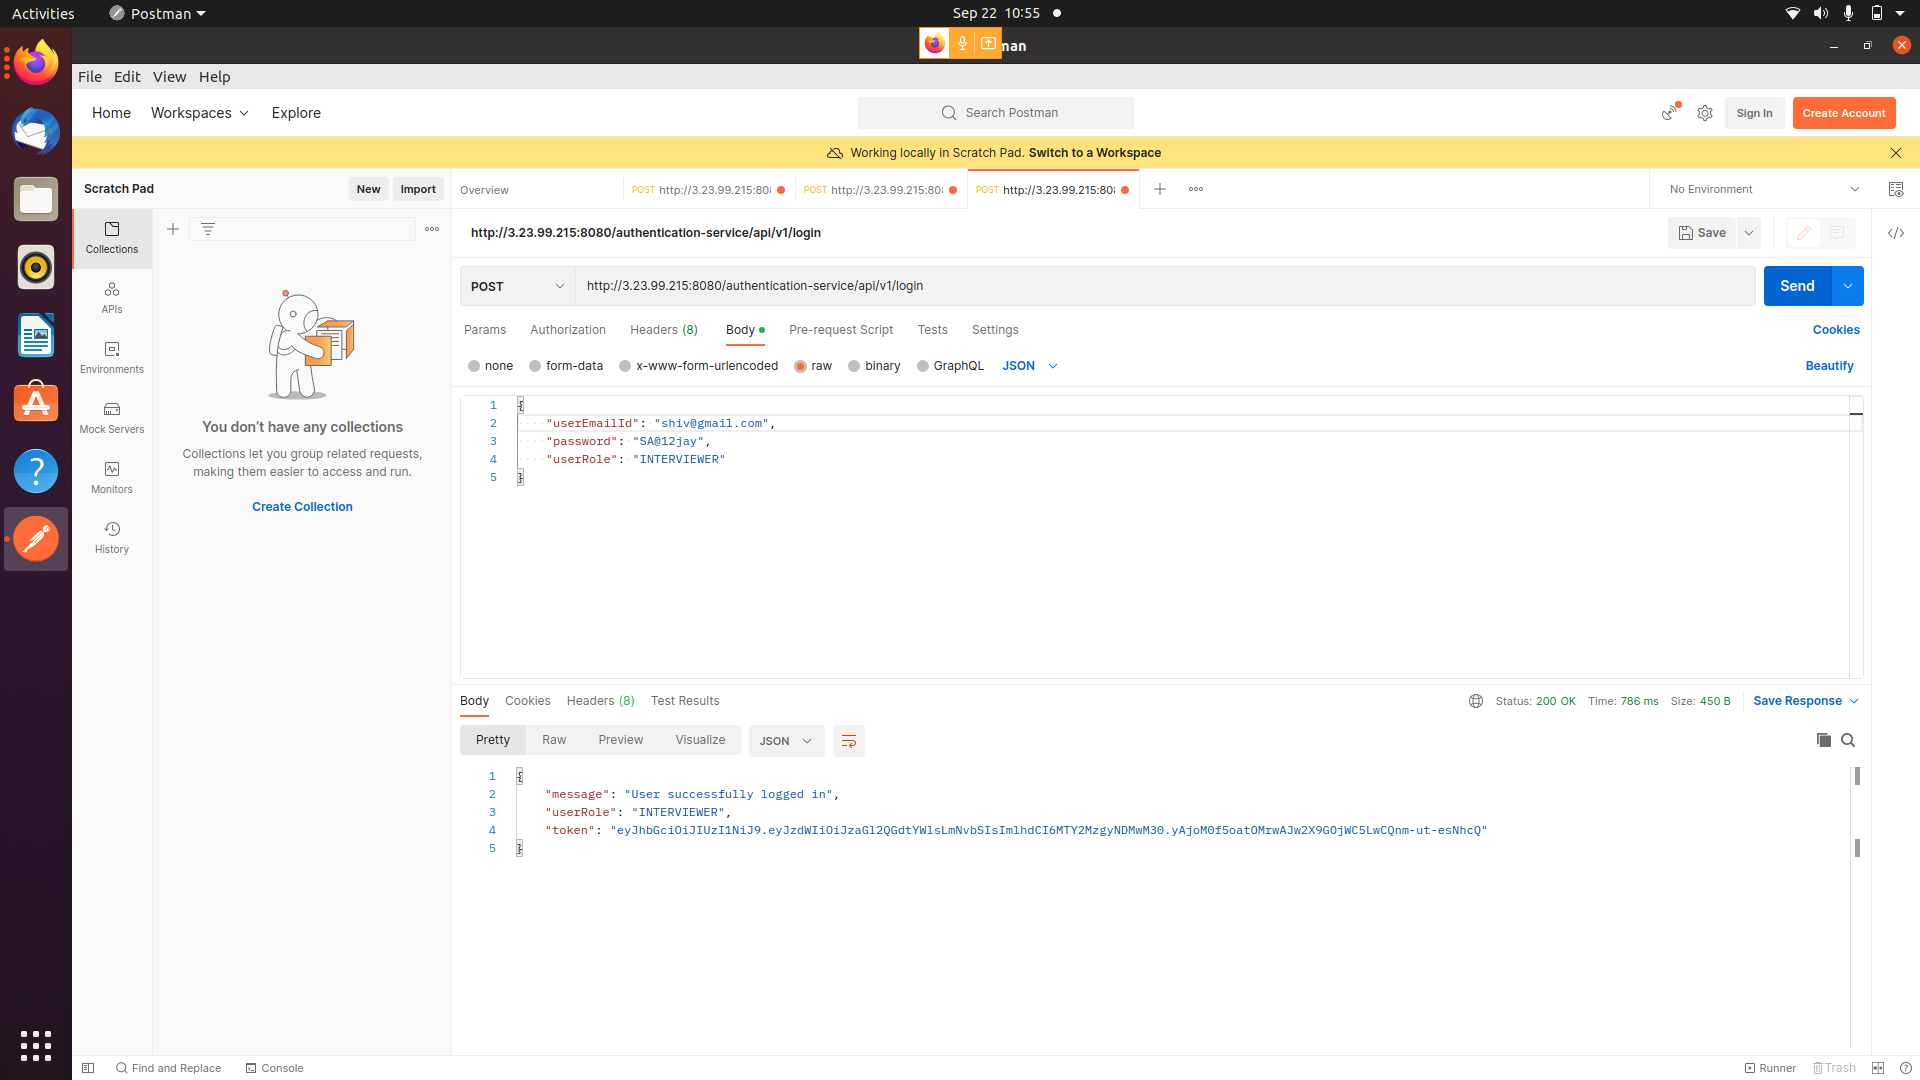 Activities
Postman
Sep 22 10:55
man
File Edit View Help
Home Workspaces Explore
Search Postman
Sign In
Create Account
Working locally in Scratch Pad. Switch to a Workspace
Scratch Pad
New
Import
Overview
POST http://3.23.99.215:80
POST http://3.23.99.215:80
POST http://3.23.99.215:80
No Environment
Collections
APIs
Environments
Mock Servers
Monitors
History
You don't have any collections
Collections let you group related requests,
making them easier to access and run.
Create Collection
http://3.23.99.215:8080/authentication-service/api/v1/login
Save
POST
http://3.23.99.215:8080/authentication-service/api/v1/login
Send
Params Authorization Headers (8) Body Pre-request Script Tests Settings
Cookies
none form-data x-www-form-urlencoded raw binary GraphQL JSON
Beautify
1 {
2 "userEmailId": "shiv@gmail.com",
3 "password": "SA@12jay",
4 "userRole": "INTERVIEWER"
5 }
Body Cookies Headers (8) Test Results
Status: 200 OK Time: 786 ms Size: 450 B
Save Response
Pretty Raw Preview Visualize
JSON
1 {
2 "message": "User successfully logged in",
3 "userRole": "INTERVIEWER",
4 "token": "eyJhbGciOiJIUzI1NiJ9.eyJzdWIiOiJzaGl2QGdtYWlsLmNvbSIsImlhdCI6MTY2MzgyNDMwM30.yAjoM0f5oatOMrwAJw2X9GOjWC5LwCQnm-ut-esNhcQ"
5 }
Find and Replace
Console
Runner
Trash